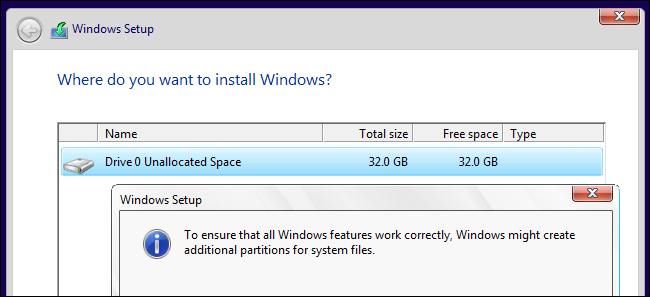 Windows Setup
Where do you want to install Windows?
Name Total size Free space Type
Drive 0 Unallocated Space 32.0 GB 32.0 GB
Windows Setup
To ensure that all Windows features work correctly, Windows might create
additional partitions for system files.